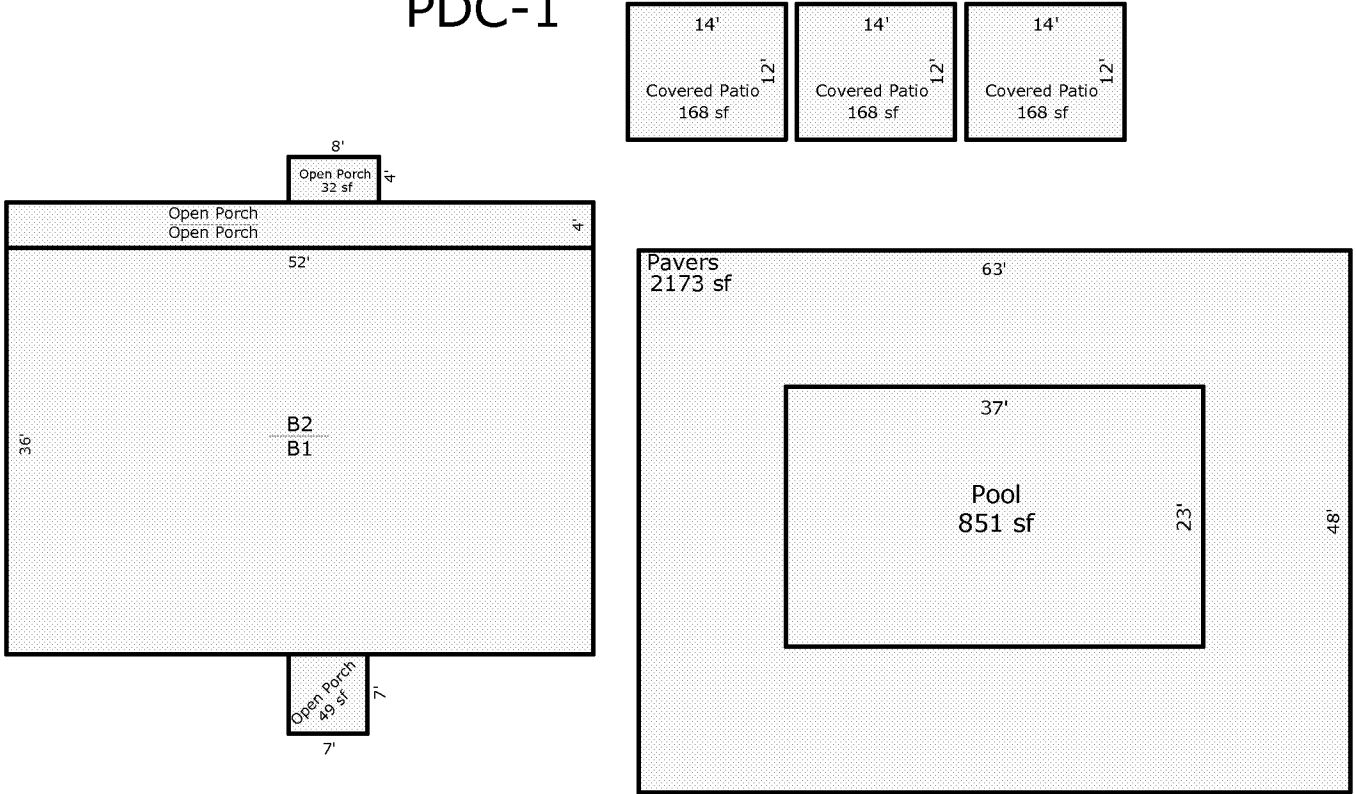 PDC-1
14'
12'
Covered Patio
168 sf
14'
12'
Covered Patio
168 sf
14'
12'
Covered Patio
168 sf
8'
Open Porch
32 sf
4'
Open Porch
Open Porch
4'
52'
36'
B2
B1
Open Porch
49 sf
7'
7'
Pavers
2173 sf
63'
48'
37'
Pool
851 sf
23'